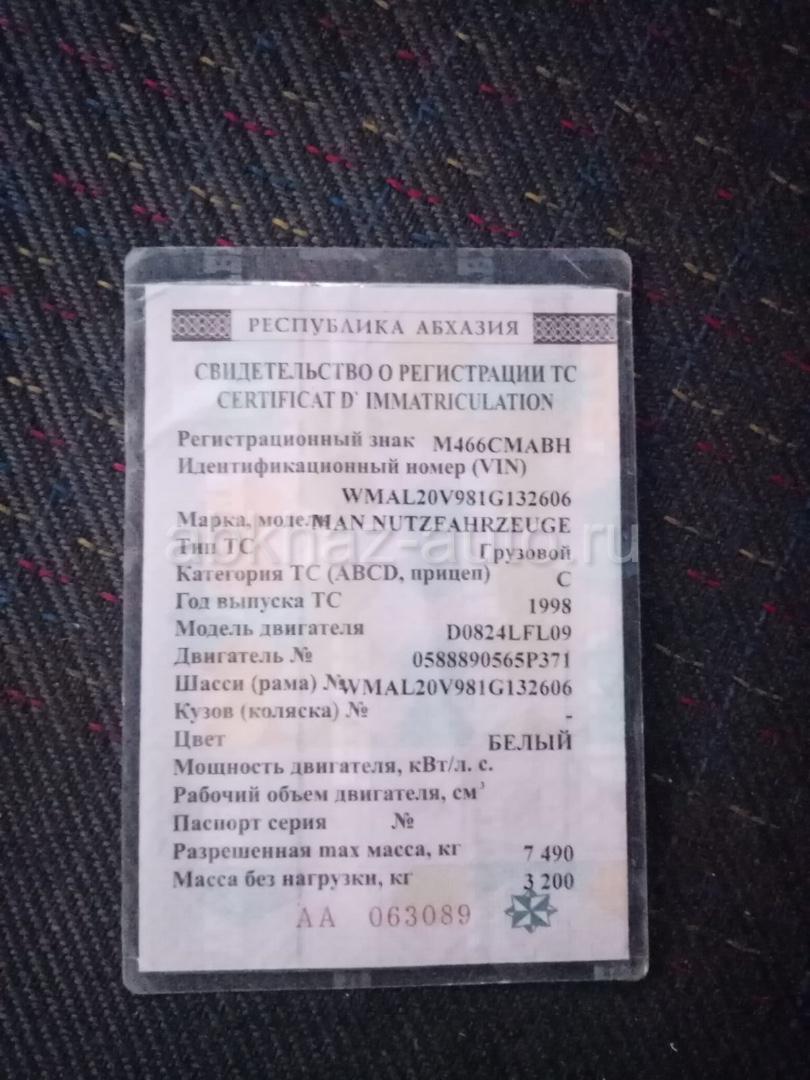 РЕСПУБЛИКА АБХАЗИЯ
СВИДЕТЕЛЬСТВО О РЕГИСТРАЦИИ ТС
CERTIFICAT D` IMMATRICULATION
Регистрационный знак М466СМАВН
Идентификационный номер (VIN)
WMAL20V981G132606
Марка, модель MAN NUTZFAHRZEUGE
abkhaz-auto.ru
Тип ТС Грузовой
Категория ТС (ABCD, прицеп) C
Год выпуска ТС 1998
Модель двигателя D0824LFL09
Двигатель № 0588890565P371
Шасси (рама) № WMAL20V981G132606
Кузов (коляска) № -
Цвет БЕЛЫЙ
Мощность двигателя, кВт/л. с.
Рабочий объем двигателя, см³
Паспорт серия №
Разрешенная max масса, кг 7 490
Масса без нагрузки, кг 3 200
АА 063089